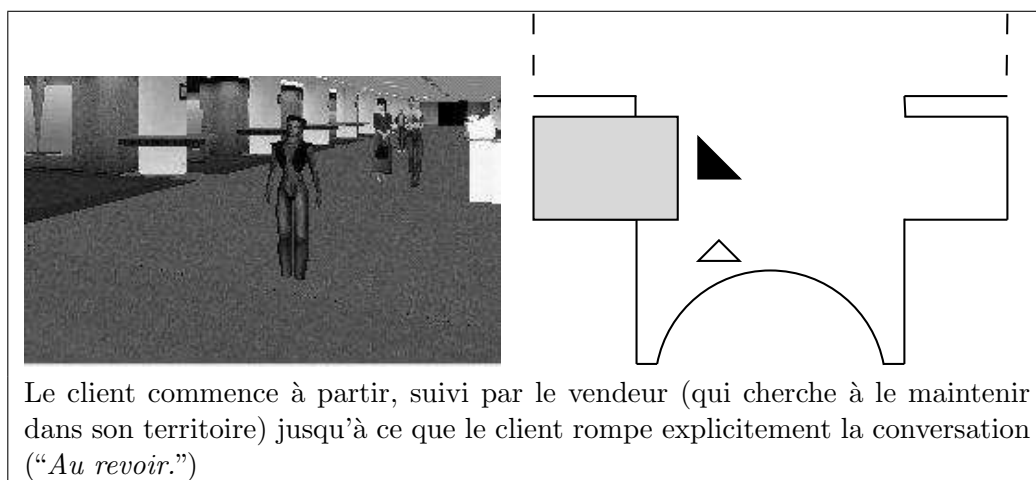 Le client commence à partir, suivi par le vendeur (qui cherche à le maintenir
dans son territoire) jusqu'à ce que le client rompe explicitement la conversation
(“Au revoir.”)